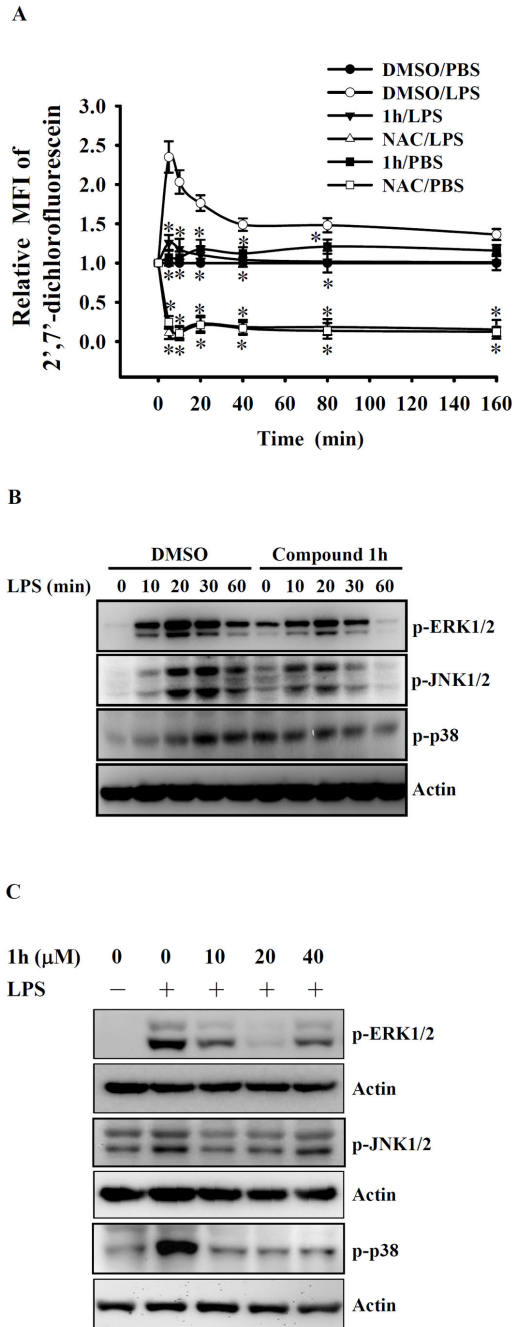 A
DMSO/PBS
DMSO/LPS
1h/LPS
NAC/LPS
1h/PBS
NAC/PBS
Relative MFI of
2',7'-dichlorofluorescein
3.0
2.5
2.0
1.5
1.0
0.5
0.0
* * * * *
* * * * *
* * * * * *
* * * * * *
0 20 40 60 80 100 120 140 160
Time (min)
B
DMSO Compound 1h
LPS (min) 0 10 20 30 60 0 10 20 30 60
p-ERK1/2
p-JNK1/2
p-p38
Actin
C
1h (µM) 0 0 10 20 40
LPS − + + + +
p-ERK1/2
Actin
p-JNK1/2
Actin
p-p38
Actin